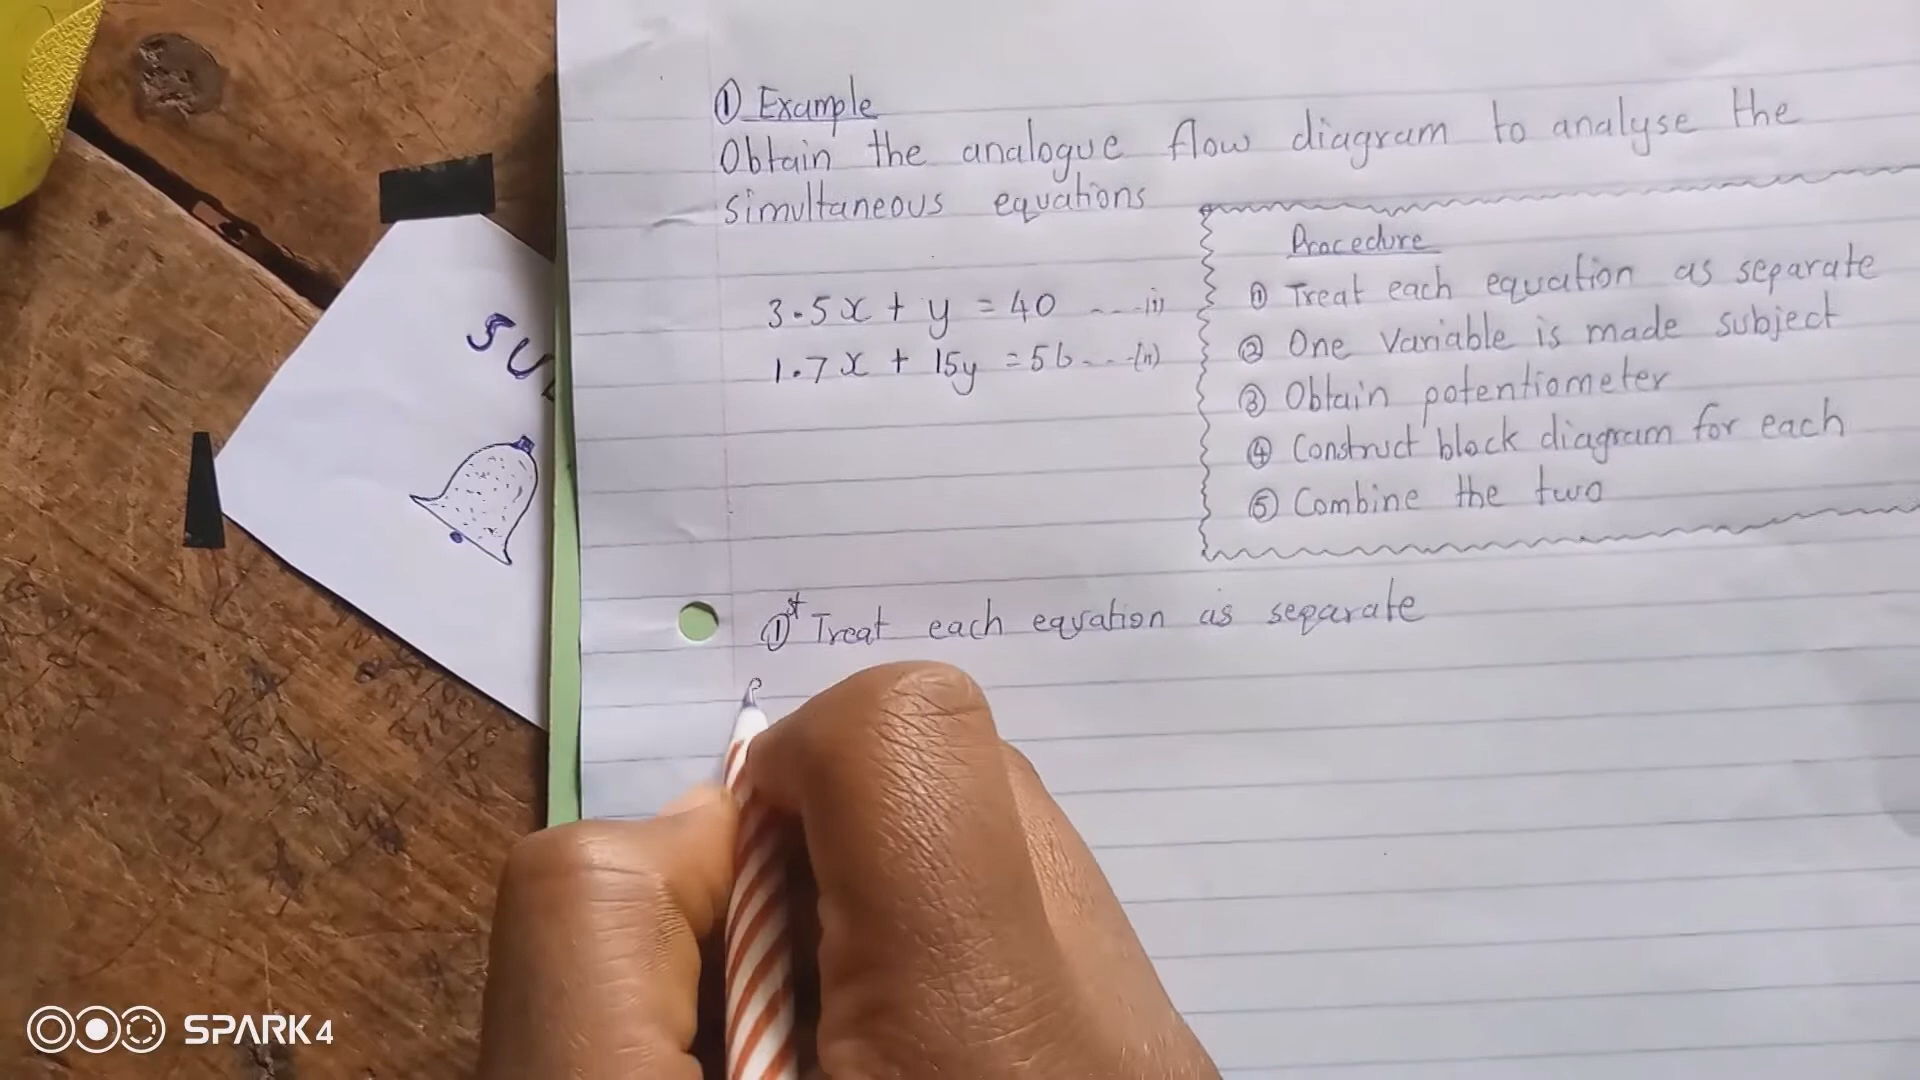 ① Example
Obtain the analogue flow diagram to analyse the
simultaneous equations
3.5x + y = 40 ----(i)
1.7x + 15y = 56 ----(ii)
Procedure
① Treat each equation as separate
② One Variable is made subject
③ Obtain potentiometer
④ Construct block diagram for each
⑤ Combine the two
①st Treat each equation as separate
SPARK 4